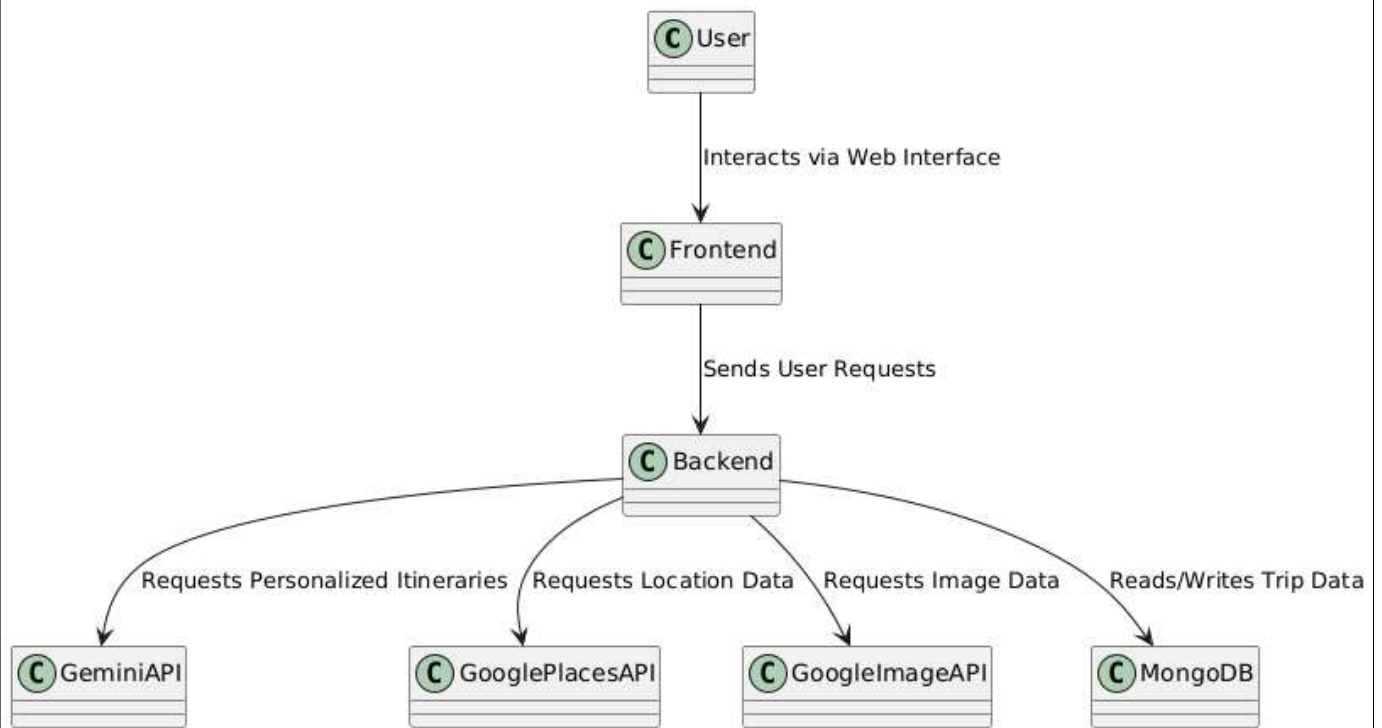 C User
Interacts via Web Interface
C Frontend
Sends User Requests
C Backend
Requests Personalized Itineraries
Requests Location Data
Requests Image Data
Reads/Writes Trip Data
C GeminiAPI
C GooglePlacesAPI
C GoogleImageAPI
C MongoDB